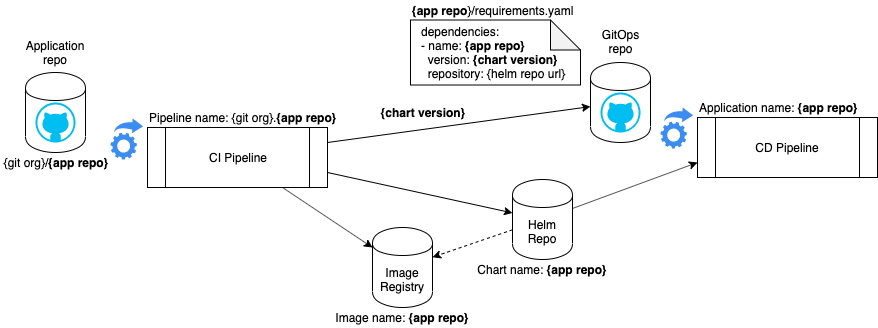 {app repo}/requirements.yaml
dependencies:
- name: {app repo}
version: {chart version}
repository: {helm repo url}
GitOps
repo
Application
repo
{git org}/{app repo}
Pipeline name: {git org}.{app repo}
CI Pipeline
{chart version}
Application name: {app repo}
CD Pipeline
Helm
Repo
Chart name: {app repo}
Image
Registry
Image name: {app repo}